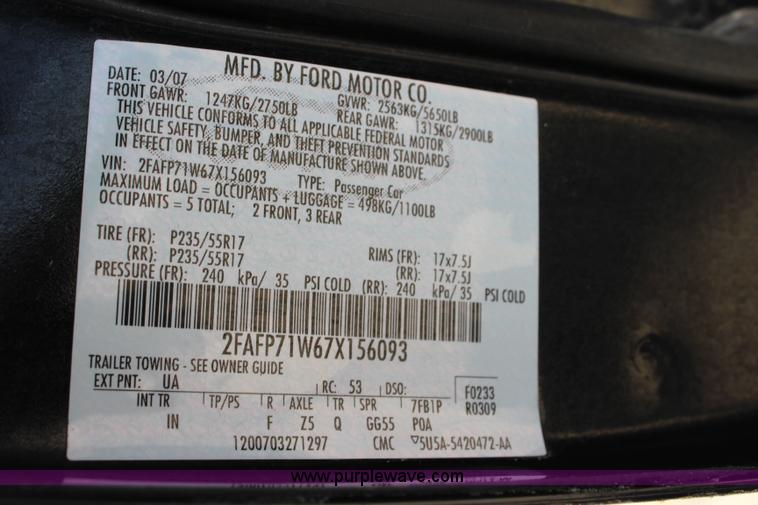 MFD. BY FORD MOTOR CO.
DATE: 03/07 GVWR: 2563KG/5650LB
FRONT GAWR: 1247KG/2750LB REAR GAWR: 1315KG/2900LB
THIS VEHICLE CONFORMS TO ALL APPLICABLE FEDERAL MOTOR
VEHICLE SAFETY, BUMPER, AND THEFT PREVENTION STANDARDS
IN EFFECT ON THE DATE OF MANUFACTURE SHOWN ABOVE.
VIN: 2FAFP71W67X156093 TYPE: Passenger Car
MAXIMUM LOAD = OCCUPANTS + LUGGAGE = 498KG/1100LB
OCCUPANTS = 5 TOTAL; 2 FRONT, 3 REAR
TIRE (FR): P235/55R17 RIMS (FR): 17x7.5J
(RR): P235/55R17 (RR): 17x7.5J
PRESSURE (FR): 240 kPa/ 35 PSI COLD (RR): 240 kPa/ 35 PSI COLD
2FAFP71W67X156093
TRAILER TOWING - SEE OWNER GUIDE
EXT PNT: UA RC: 53 DSO: F0233
INT TR TP/PS R AXLE TR SPR 7FB1P R0309
IN F Z5 Q GG55 POA
1200703271297 CMC 5U5A-5420472-AA
www.purplewave.com